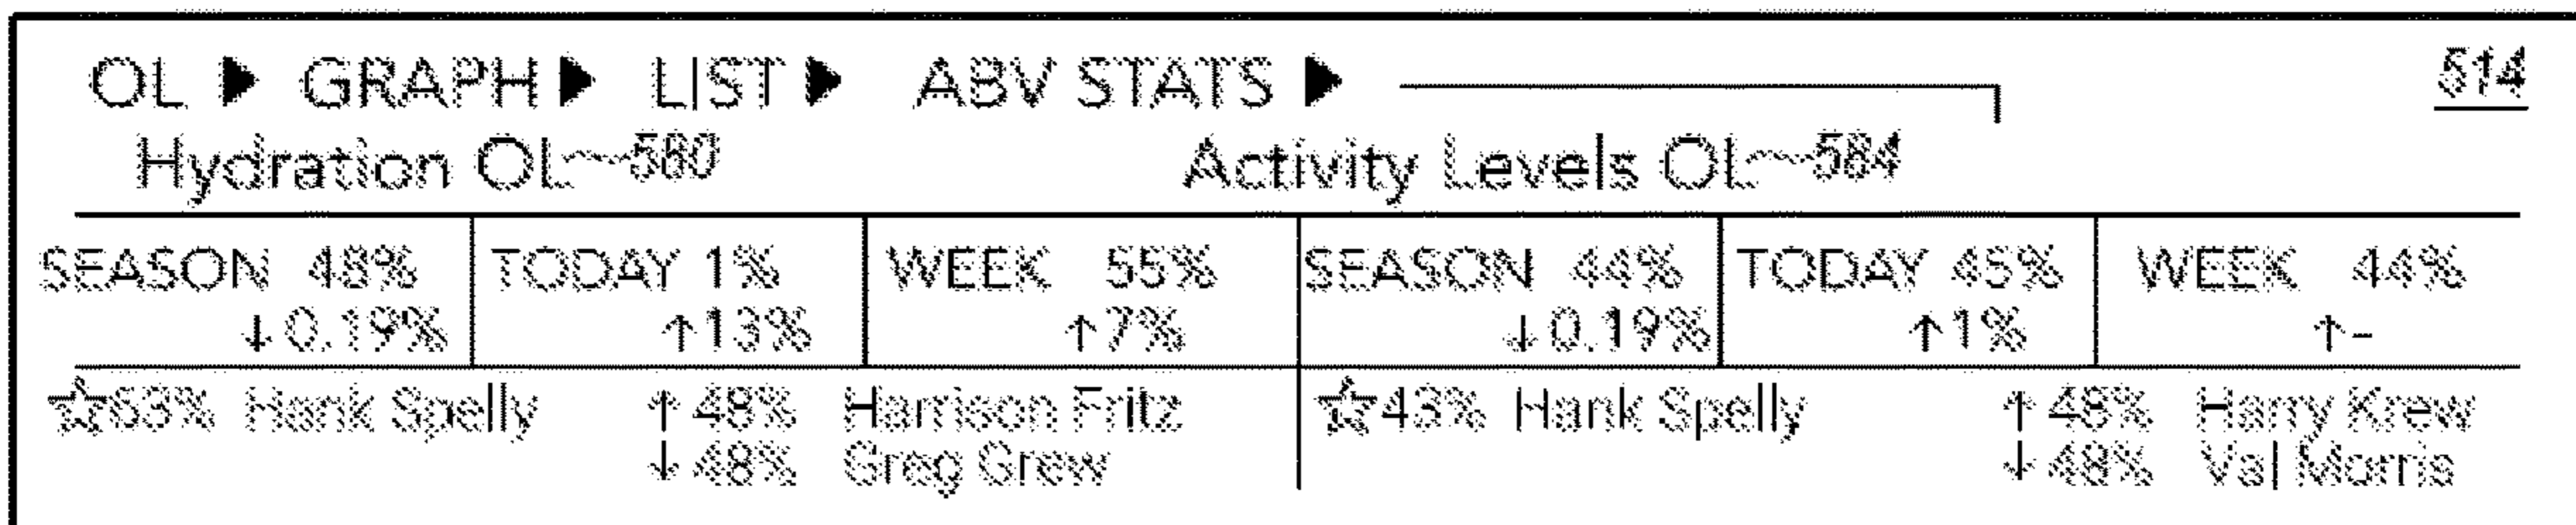 OL ▶ GRAPH ▶ LIST ▶ ABV STATS ▶ 514
Hydration OL 580 Activity Levels OL 584
SEASON 48% TODAY 1% WEEK 55% SEASON 44% TODAY 45% WEEK 44%
↓0.19% ↑13% ↑7% ↓0.19% ↑1% ↑–
☆63% Hank Spelly ↑48% Harrison Fritz ☆43% Hank Spelly ↑48% Harry Krew
↓48% Greg Grew ↓48% Val Morris